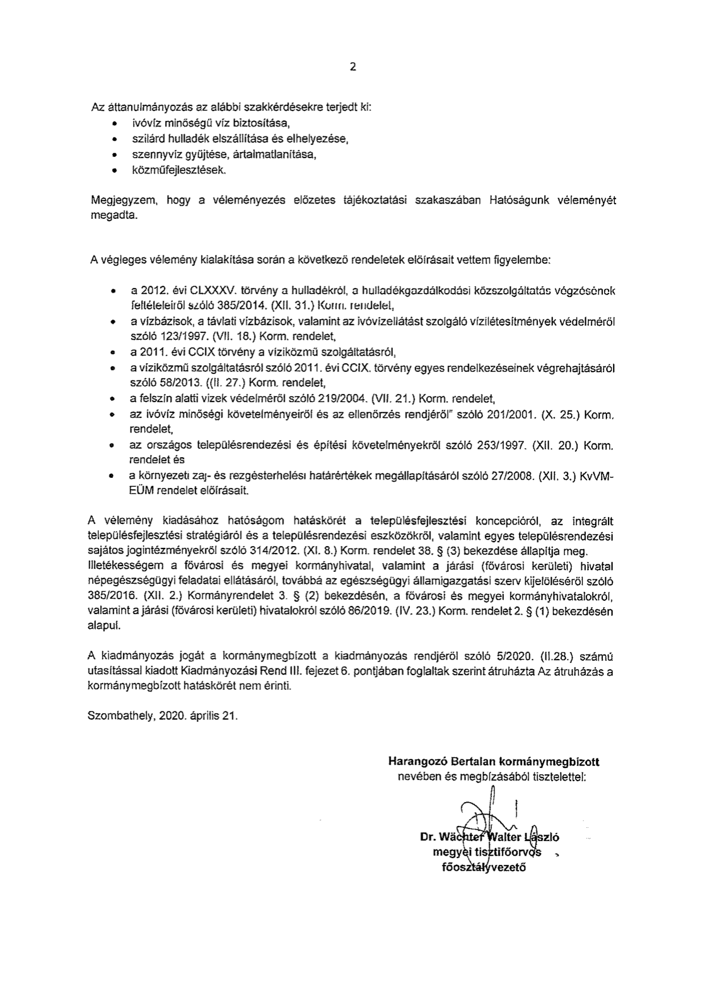 2
Az áttanulmányozás az alábbi szakkérdésekre terjedt ki:
• ivóvíz minőségű víz biztosítása,
• szilárd hulladék elszállítása és elhelyezése,
• szennyvíz gyűjtése, ártalmatlanítása,
• közműfejlesztések.
Megjegyzem, hogy a véleményezés előzetes tájékoztatási szakaszában Hatóságunk véleményét
megadta.
A végleges vélemény kialakítása során a következő rendeletek előírásait vettem figyelembe:
• a 2012. évi CLXXXV. törvény a hulladékról, a hulladékgazdálkodási közszolgáltatás végzésének
feltételeiről szóló 385/2014. (XII. 31.) Korm. rendelet,
• a vízbázisok, a távlati vízbázisok, valamint az ivóvízellátást szolgáló vízilétesítmények védelméről
szóló 123/1997. (VII. 18.) Korm. rendelet,
• a 2011. évi CCIX törvény a víziközmű szolgáltatásról,
• a víziközmű szolgáltatásról szóló 2011. évi CCIX. törvény egyes rendelkezéseinek végrehajtásáról
szóló 58/2013. ((II. 27.) Korm. rendelet,
• a felszín alatti vizek védelméről szóló 219/2004. (VII. 21.) Korm. rendelet,
• az ivóvíz minőségi követelményeiről és az ellenőrzés rendjéről" szóló 201/2001. (X. 25.) Korm.
rendelet,
• az országos településrendezési és építési követelményekről szóló 253/1997. (XII. 20.) Korm.
rendelet és
• a környezeti zaj- és rezgésterhelési határértékek megállapításáról szóló 27/2008. (XII. 3.) KvVM-
EÜM rendelet előírásait.
A vélemény kiadásához hatóságom hatáskörét a településfejlesztési koncepcióról, az integrált
településfejlesztési stratégiáról és a településrendezési eszközökről, valamint egyes településrendezési
sajátos jogintézményekről szóló 314/2012. (XI. 8.) Korm. rendelet 38. § (3) bekezdése állapítja meg.
Illetékességem a fővárosi és megyei kormányhivatal, valamint a járási (fővárosi kerületi) hivatal
népegészségügyi feladatai ellátásáról, továbbá az egészségügyi államigazgatási szerv kijelöléséről szóló
385/2016. (XII. 2.) Kormányrendelet 3. § (2) bekezdésén, a fővárosi és megyei kormányhivatalokról,
valamint a járási (fővárosi kerületi) hivatalokról szóló 86/2019. (IV. 23.) Korm. rendelet 2. § (1) bekezdésén
alapul.
A kiadmányozás jogát a kormánymegbízott a kiadmányozás rendjéről szóló 5/2020. (II.28.) számú
utasítással kiadott Kiadmányozási Rend III. fejezet 6. pontjában foglaltak szerint átruházta Az átruházás a
kormánymegbízott hatáskörét nem érinti.
Szombathely, 2020. április 21.
Harangozó Bertalan kormánymegbízott
nevében és megbízásából tisztelettel:
Dr. Wächter Walter László
megyei tisztifőorvos
főosztályvezető